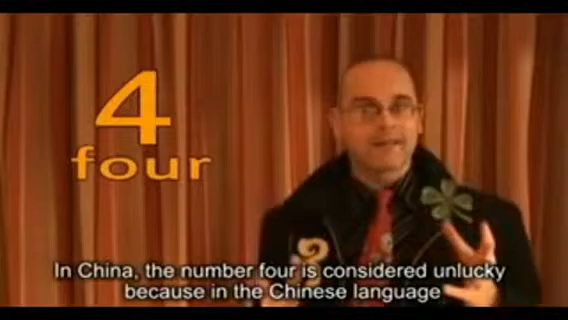 4
four
In China, the number four is considered unlucky
because in the Chinese language